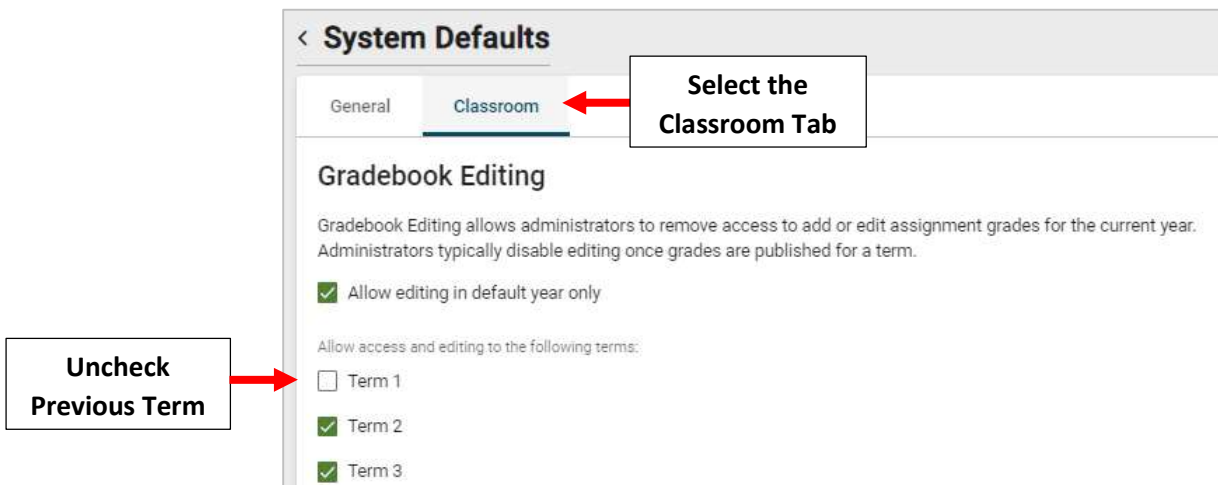 System Defaults
General
Classroom
Select the
Classroom Tab
Gradebook Editing
Gradebook Editing allows administrators to remove access to add or edit assignment grades for the current year.
Administrators typically disable editing once grades are published for a term.
Allow editing in default year only
Allow access and editing to the following terms:
Uncheck
Previous Term
Term 1
Term 2
Term 3